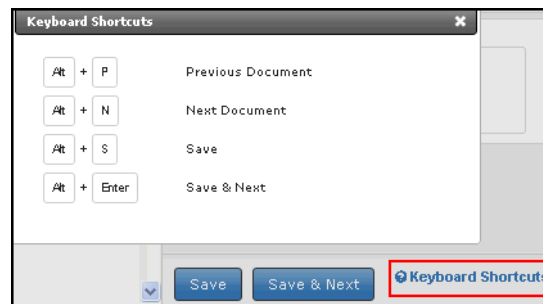 Keyboard Shortcuts
Alt + P Previous Document
Alt + N Next Document
Alt + S Save
Alt + Enter Save & Next
Save Save & Next Keyboard Shortcuts